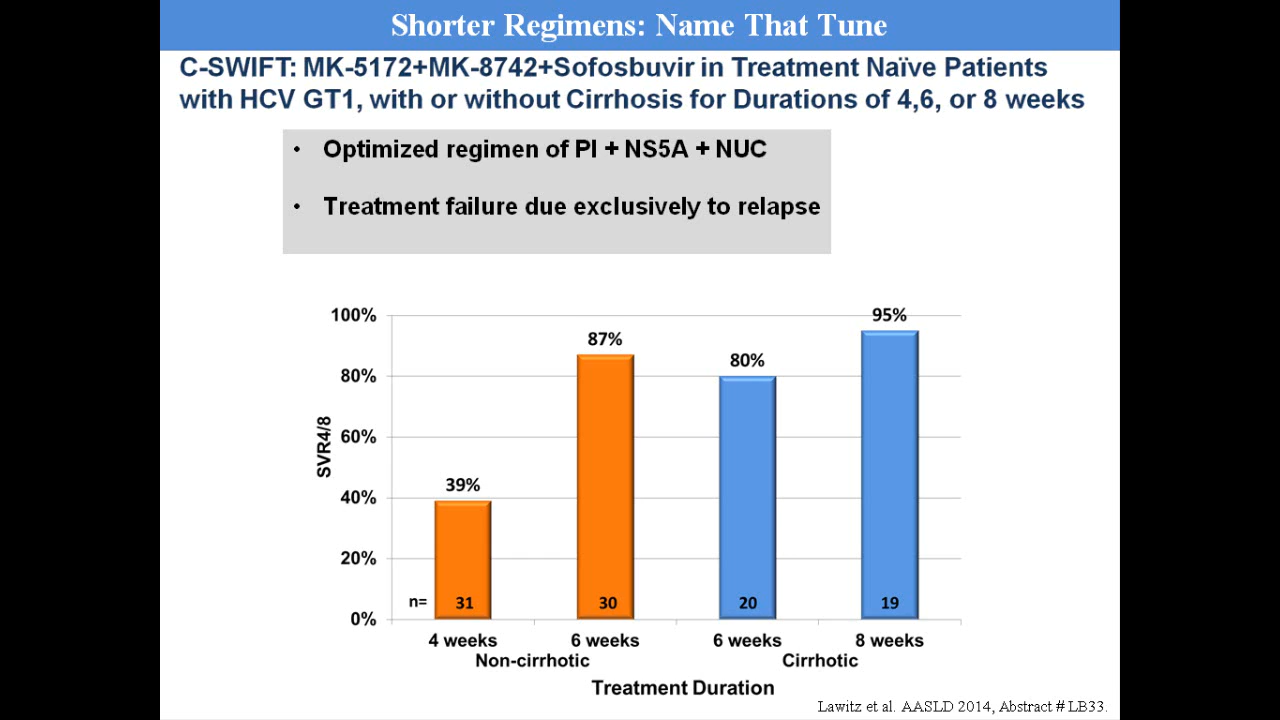 Shorter Regimens: Name That Tune
C-SWIFT: MK-5172+MK-8742+Sofosbuvir in Treatment Naïve Patients
with HCV GT1, with or without Cirrhosis for Durations of 4,6, or 8 weeks
• Optimized regimen of PI + NS5A + NUC
• Treatment failure due exclusively to relapse
SVR4/8
100%
80%
60%
40%
20%
0%
39%
87%
80%
95%
n= 31 30 20 19
4 weeks 6 weeks 6 weeks 8 weeks
Non-cirrhotic Cirrhotic
Treatment Duration
Lawitz et al. AASLD 2014, Abstract # LB33.